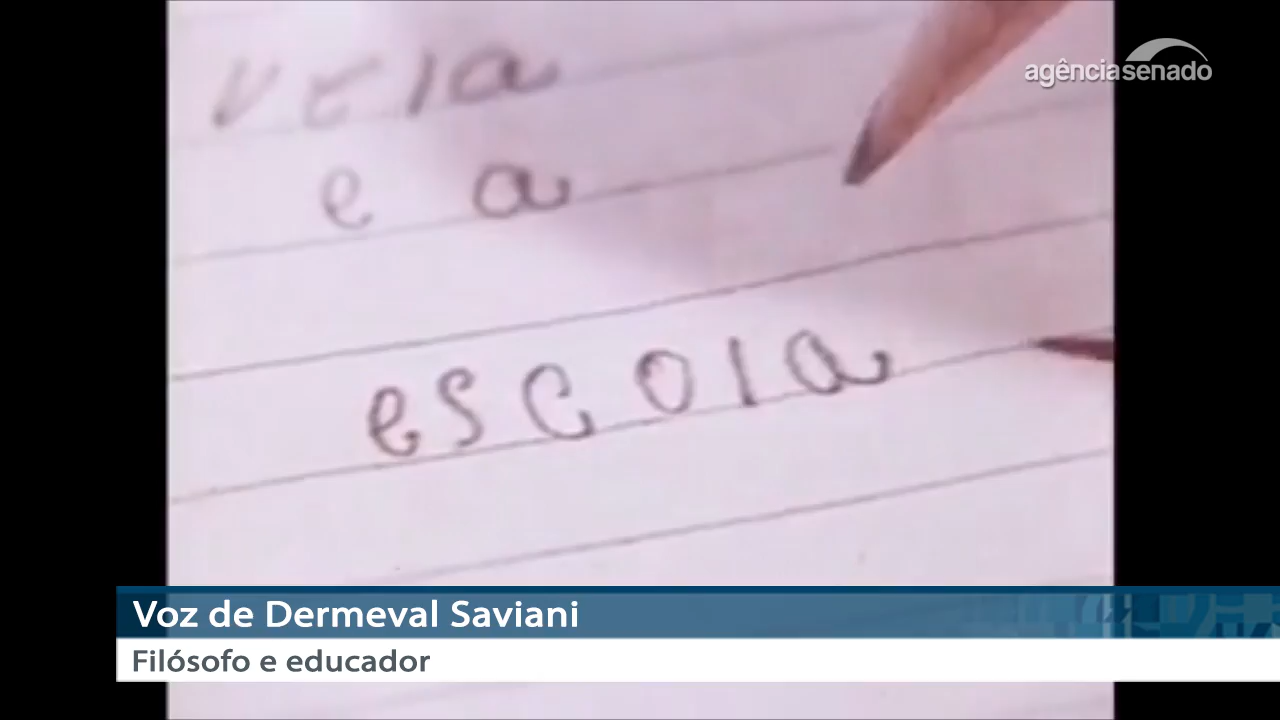 agênciasenado
vela
e a
escola
Voz de Dermeval Saviani
Filósofo e educador